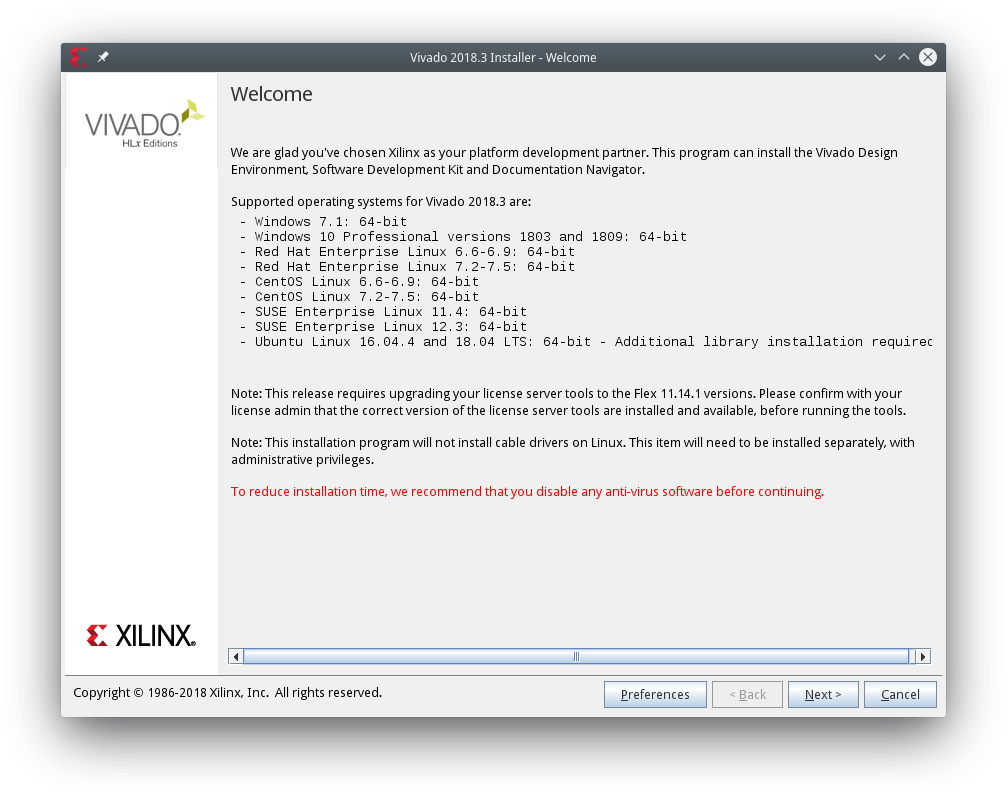 Vivado 2018.3 Installer - Welcome
VIVADO.
HLx Editions
Welcome
We are glad you've chosen Xilinx as your platform development partner. This program can install the Vivado Design
Environment, Software Development Kit and Documentation Navigator.
Supported operating systems for Vivado 2018.3 are:
- Windows 7.1: 64-bit
- Windows 10 Professional versions 1803 and 1809: 64-bit
- Red Hat Enterprise Linux 6.6-6.9: 64-bit
- Red Hat Enterprise Linux 7.2-7.5: 64-bit
- CentOS Linux 6.6-6.9: 64-bit
- CentOS Linux 7.2-7.5: 64-bit
- SUSE Enterprise Linux 11.4: 64-bit
- SUSE Enterprise Linux 12.3: 64-bit
- Ubuntu Linux 16.04.4 and 18.04 LTS: 64-bit - Additional library installation required
Note: This release requires upgrading your license server tools to the Flex 11.14.1 versions. Please confirm with your
license admin that the correct version of the license server tools are installed and available, before running the tools.
Note: This installation program will not install cable drivers on Linux. This item will need to be installed separately, with
administrative privileges.
To reduce installation time, we recommend that you disable any anti-virus software before continuing.
XILINX®
Copyright © 1986-2018 Xilinx, Inc. All rights reserved.
Preferences
< Back
Next >
Cancel